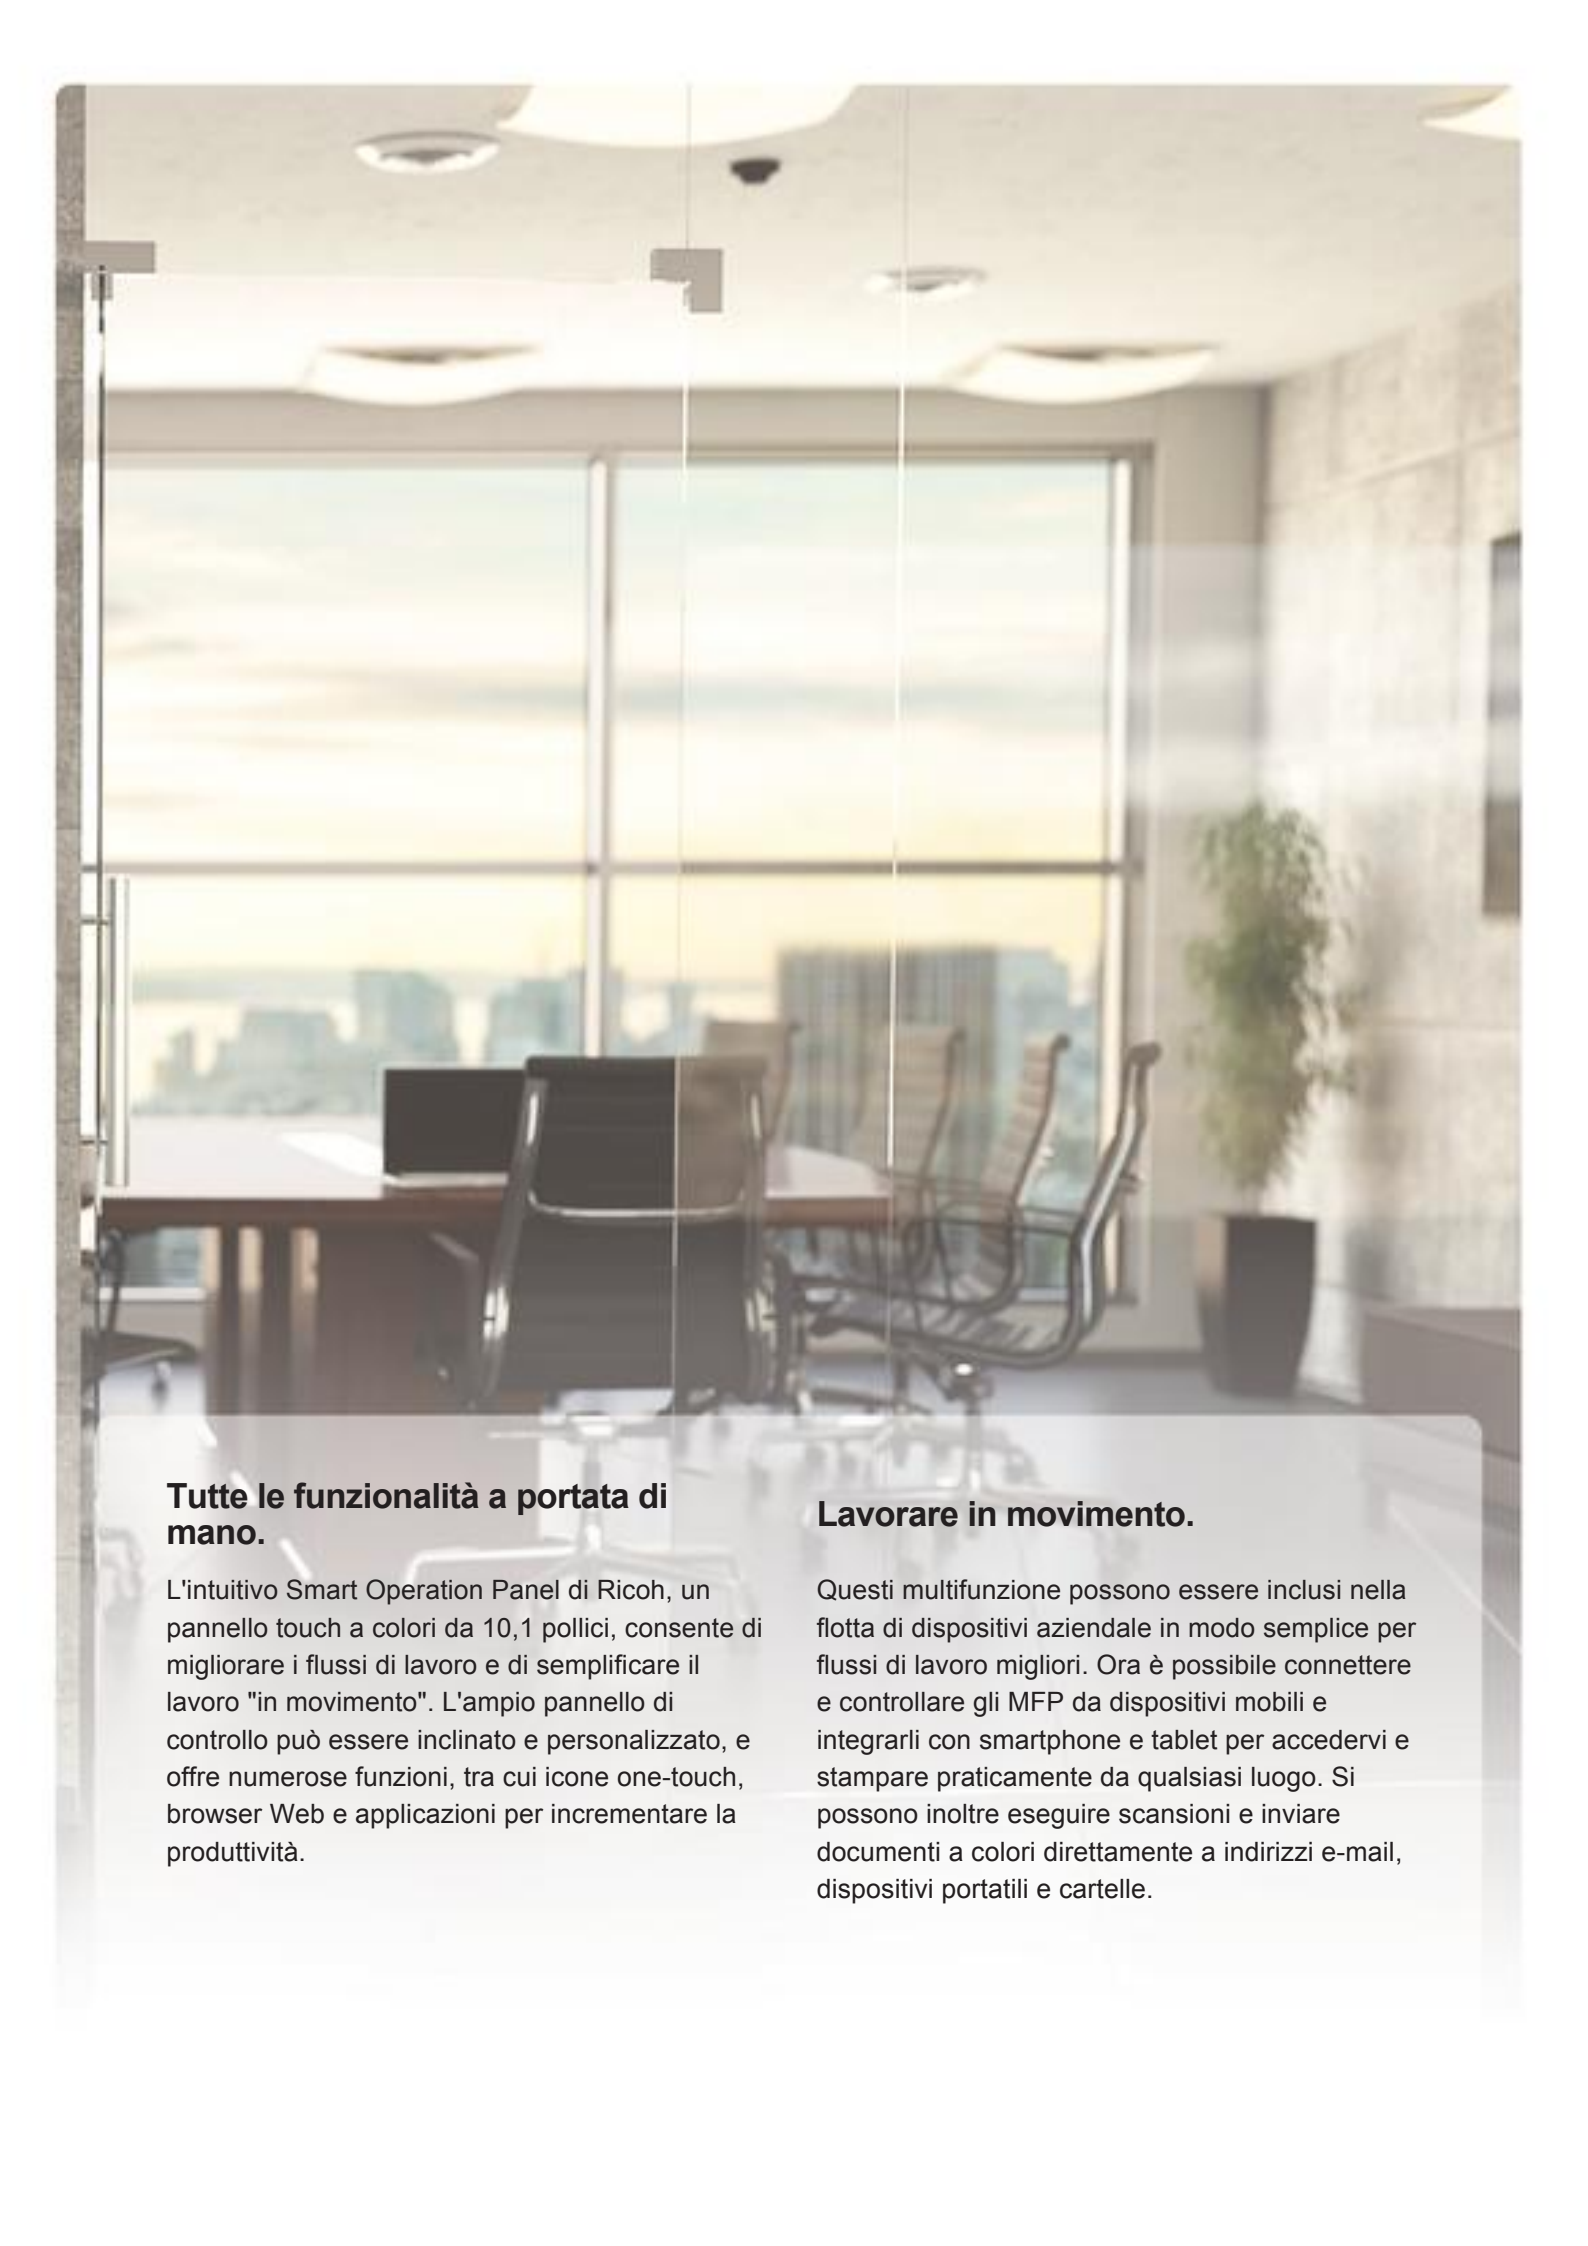 Tutte le funzionalità a portata di
mano.
L'intuitivo Smart Operation Panel di Ricoh, un
pannello touch a colori da 10,1 pollici, consente di
migliorare i flussi di lavoro e di semplificare il
lavoro "in movimento". L'ampio pannello di
controllo può essere inclinato e personalizzato, e
offre numerose funzioni, tra cui icone one-touch,
browser Web e applicazioni per incrementare la
produttività.
Lavorare in movimento.
Questi multifunzione possono essere inclusi nella
flotta di dispositivi aziendale in modo semplice per
flussi di lavoro migliori. Ora è possibile connettere
e controllare gli MFP da dispositivi mobili e
integrarli con smartphone e tablet per accedervi e
stampare praticamente da qualsiasi luogo. Si
possono inoltre eseguire scansioni e inviare
documenti a colori direttamente a indirizzi e-mail,
dispositivi portatili e cartelle.